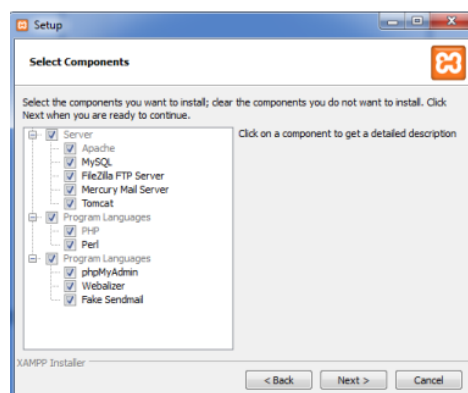 Setup
Select Components
Select the components you want to install; clear the components you do not want to install. Click
Next when you are ready to continue.
Server
Apache
MySQL
FileZilla FTP Server
Mercury Mail Server
Tomcat
Program Languages
PHP
Perl
Program Languages
phpMyAdmin
Webalizer
Fake Sendmail
Click on a component to get a detailed description
XAMPP Installer
< Back Next > Cancel